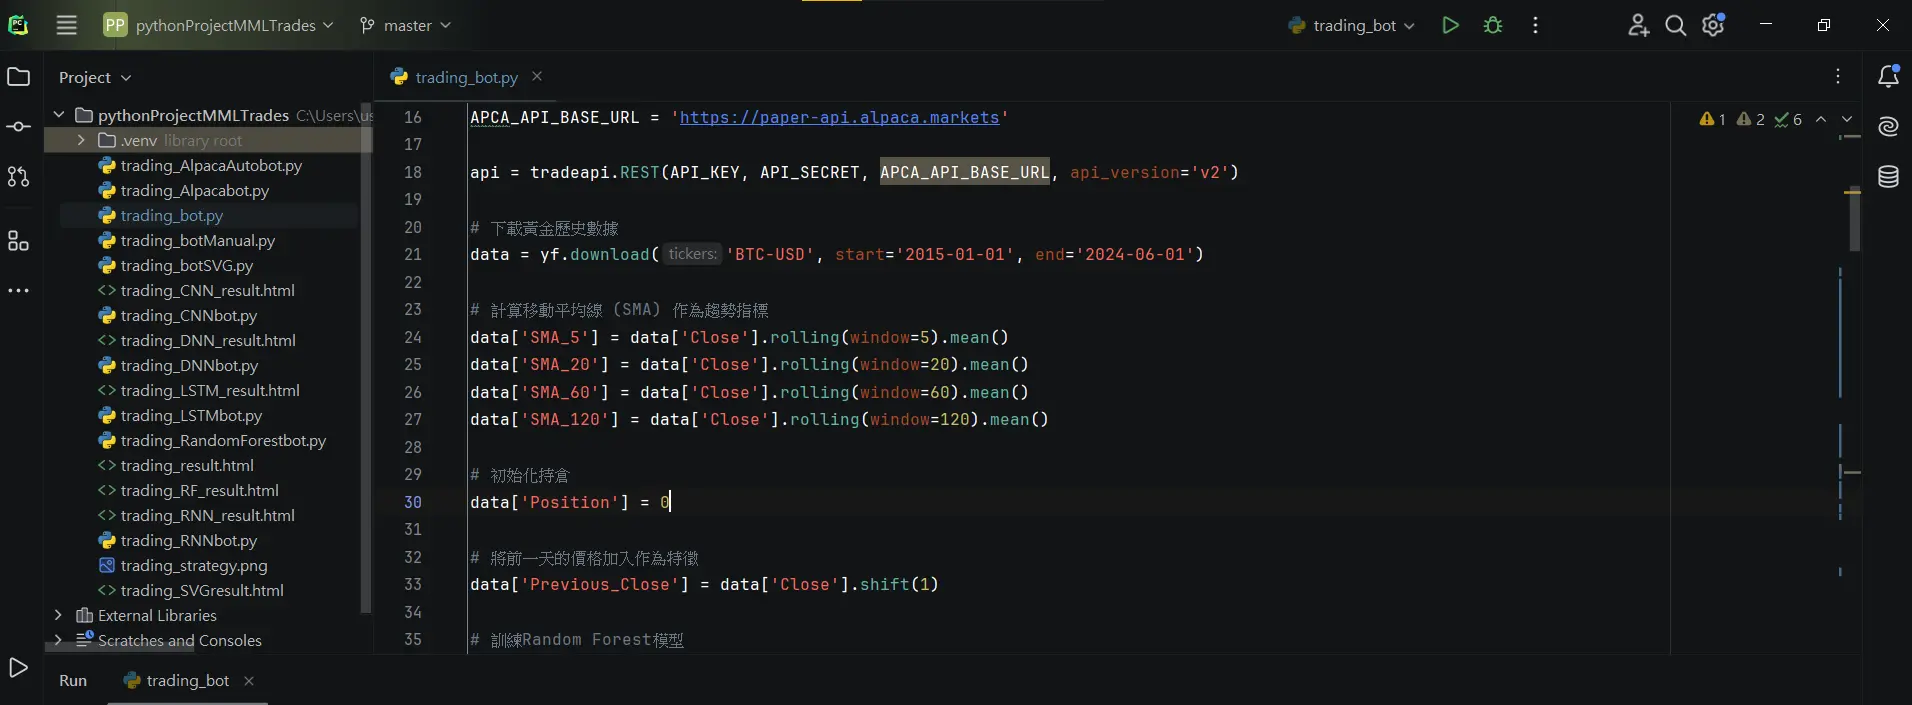 PC
PP pythonProjectMMLTrades master trading_bot
Project
trading_bot.py
pythonProjectMMLTrades C:\Users\us
.venv library root
trading_AlpacaAutobot.py
trading_Alpacabot.py
trading_bot.py
trading_botManual.py
trading_botSVG.py
trading_CNN_result.html
trading_CNNbot.py
trading_DNN_result.html
trading_DNNbot.py
trading_LSTM_result.html
trading_LSTMbot.py
trading_RandomForestbot.py
trading_result.html
trading_RF_result.html
trading_RNN_result.html
trading_RNNbot.py
trading_strategy.png
trading_SVGresult.html
External Libraries
Scratches and Consoles
1 2 6
16 APCA_API_BASE_URL = 'https://paper-api.alpaca.markets'
17
18 api = tradeapi.REST(API_KEY, API_SECRET, APCA_API_BASE_URL, api_version='v2')
19
20 # 下載黃金歷史數據
21 data = yf.download( tickers: 'BTC-USD', start='2015-01-01', end='2024-06-01')
22
23 # 計算移動平均線 (SMA) 作為趨勢指標
24 data['SMA_5'] = data['Close'].rolling(window=5).mean()
25 data['SMA_20'] = data['Close'].rolling(window=20).mean()
26 data['SMA_60'] = data['Close'].rolling(window=60).mean()
27 data['SMA_120'] = data['Close'].rolling(window=120).mean()
28
29 # 初始化持倉
30 data['Position'] = 0
31
32 # 將前一天的價格加入作為特徵
33 data['Previous_Close'] = data['Close'].shift(1)
34
35 # 訓練Random Forest模型
Run trading_bot